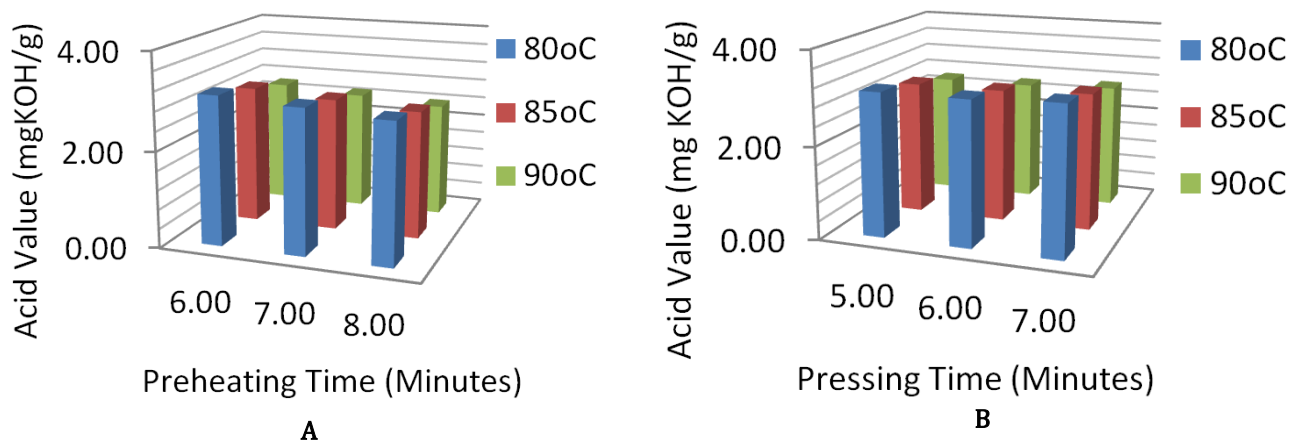 Acid Value (mgKOH/g)
4.00
2.00
0.00
6.00
7.00
8.00
Preheating Time (Minutes)
80oC
85oC
90oC
A
Acid Value (mg KOH/g)
4.00
2.00
0.00
5.00
6.00
7.00
Pressing Time (Minutes)
80oC
85oC
90oC
B